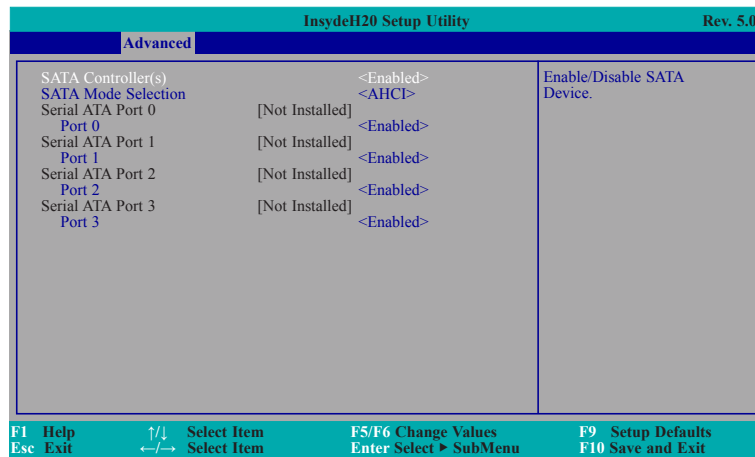 InsydeH20 Setup Utility Rev. 5.0
Advanced
SATA Controller(s) <Enabled>
SATA Mode Selection <AHCI>
Serial ATA Port 0 [Not Installed]
Port 0 <Enabled>
Serial ATA Port 1 [Not Installed]
Port 1 <Enabled>
Serial ATA Port 2 [Not Installed]
Port 2 <Enabled>
Serial ATA Port 3 [Not Installed]
Port 3 <Enabled>
Enable/Disable SATA
Device.
F1 Help ↑/↓ Select Item F5/F6 Change Values F9 Setup Defaults
Esc Exit ←/→ Select Item Enter Select ▶ SubMenu F10 Save and Exit